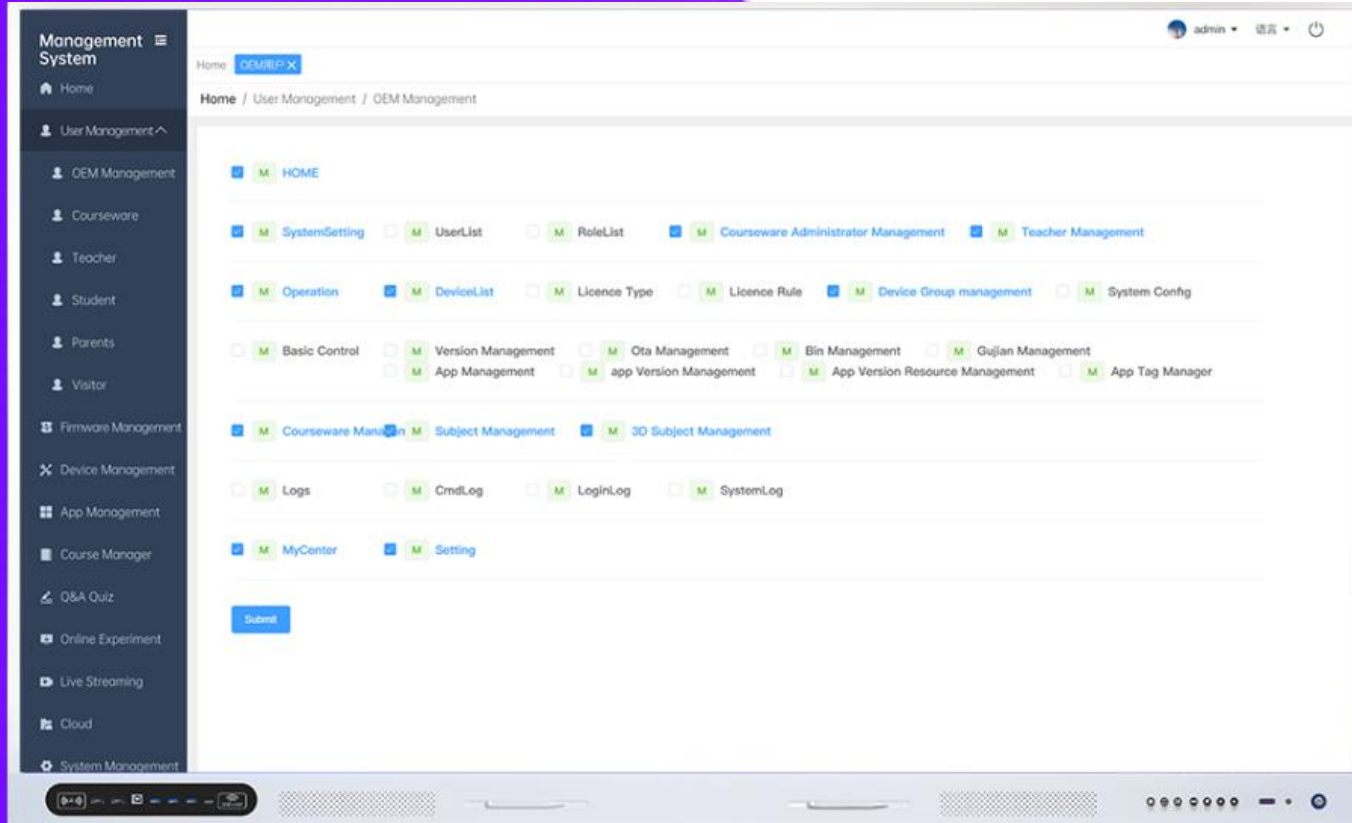 Management
System
admin 语言
Home OEM用户 X
Home / User Management / OEM Management
Home
User Management
OEM Management
Courseware
Teacher
Student
Parents
Visitor
Firmware Management
Device Management
App Management
Course Manager
Q&A Quiz
Online Experiment
Live Streaming
Cloud
System Management
M HOME
M SystemSetting M UserList M RoleList M Courseware Administrator Management M Teacher Management
M Operation M DeviceList M Licence Type M Licence Rule M Device Group management M System Config
M Basic Control M Version Management M Ota Management M Bin Management M Gujian Management
M App Management M app Version Management M App Version Resource Management M App Tag Manager
M Courseware M Subject Management M 3D Subject Management
M Logs M CmdLog M LoginLog M SystemLog
M MyCenter M Setting
Submit